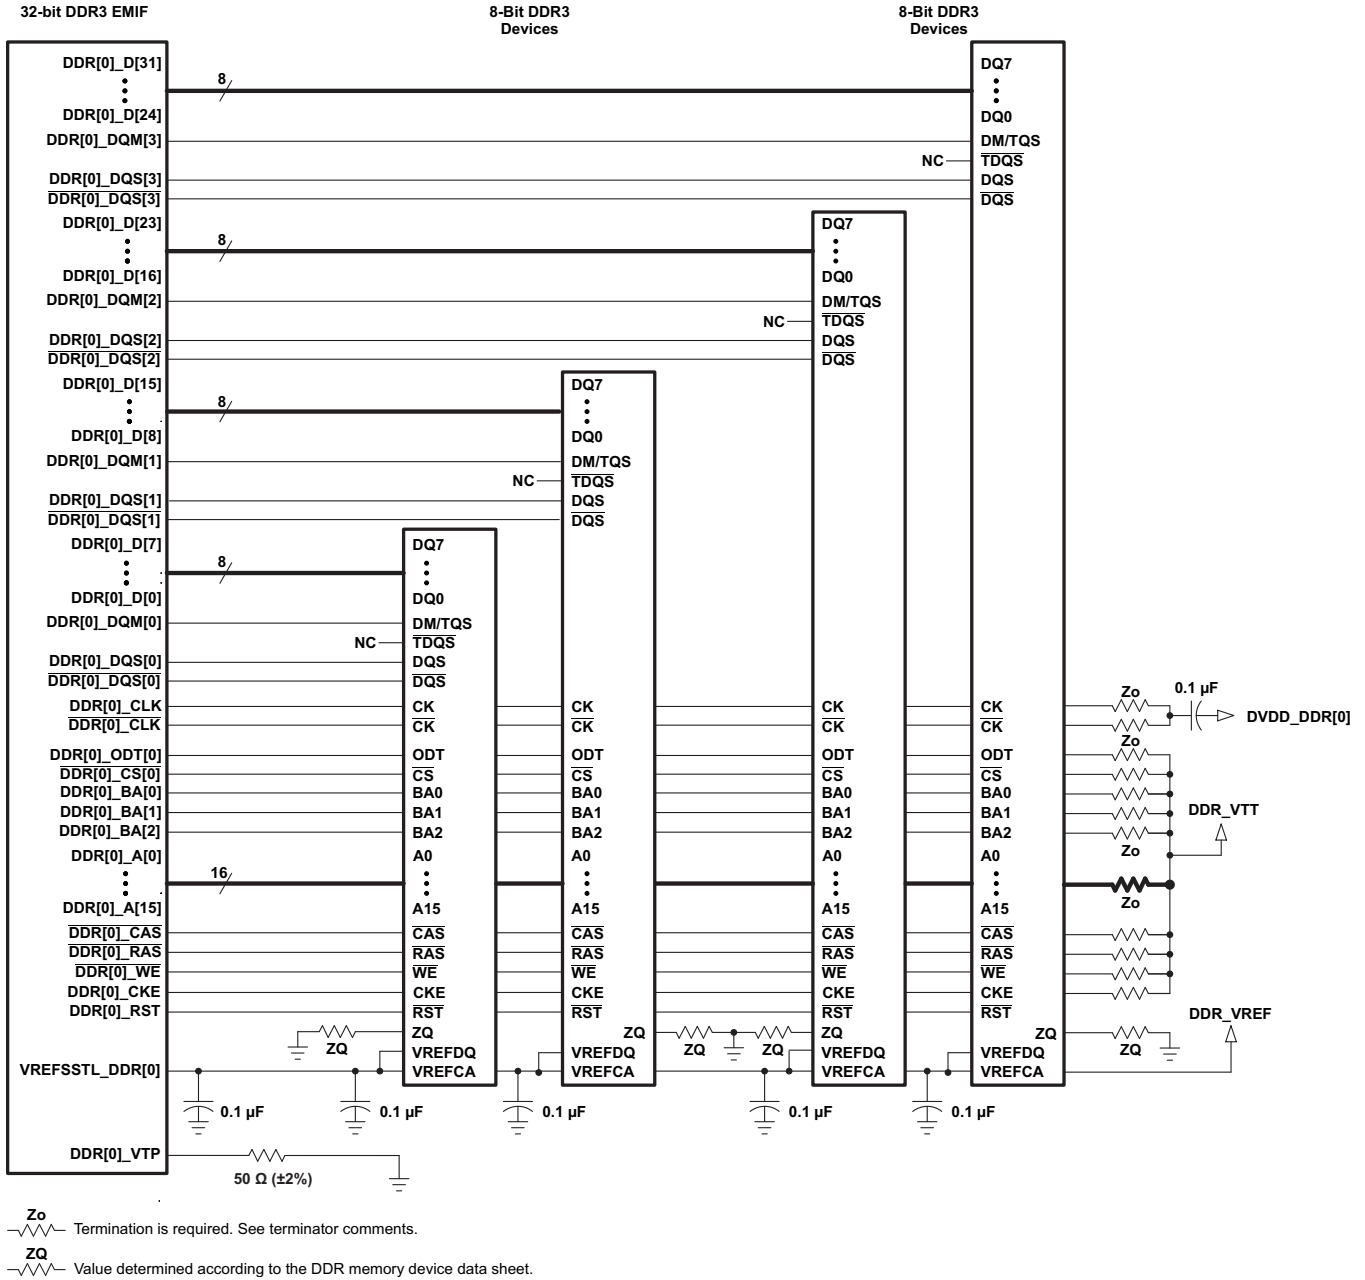 32-bit DDR3 EMIF
8-Bit DDR3
Devices
8-Bit DDR3
Devices
DDR[0]_D[31]
8
DQ7
DDR[0]_D[24]
DQ0
DDR[0]_DQM[3]
DM/TQS
NC
TDQS
DDR[0]_DQS[3]
DQS
DDR[0]_DQS[3]
DQS
DDR[0]_D[23]
8
DQ7
DDR[0]_D[16]
DQ0
DDR[0]_DQM[2]
DM/TQS
NC
TDQS
DDR[0]_DQS[2]
DQS
DDR[0]_DQS[2]
DQS
DDR[0]_D[15]
8
DQ7
DDR[0]_D[8]
DQ0
DDR[0]_DQM[1]
DM/TQS
NC
TDQS
DDR[0]_DQS[1]
DQS
DDR[0]_DQS[1]
DQS
DDR[0]_D[7]
8
DQ7
DDR[0]_D[0]
DQ0
DDR[0]_DQM[0]
DM/TQS
NC
TDQS
DDR[0]_DQS[0]
DQS
DDR[0]_DQS[0]
DQS
DDR[0]_CLK CK CK CK CK Zo 0.1 µF
DDR[0]_CLK CK CK CK CK DVDD_DDR[0]
Zo
DDR[0]_ODT[0] ODT ODT ODT ODT
DDR[0]_CS[0] CS CS CS CS
DDR[0]_BA[0] BA0 BA0 BA0 BA0
DDR[0]_BA[1] BA1 BA1 BA1 BA1 DDR_VTT
DDR[0]_BA[2] BA2 BA2 BA2 BA2
Zo
DDR[0]_A[0] A0 A0 A0 A0
16
Zo
DDR[0]_A[15] A15 A15 A15 A15
DDR[0]_CAS CAS CAS CAS CAS
DDR[0]_RAS RAS RAS RAS RAS
DDR[0]_WE WE WE WE WE
DDR[0]_CKE CKE CKE CKE CKE
DDR[0]_RST RST RST RST RST DDR_VREF
ZQ ZQ ZQ ZQ
ZQ ZQ ZQ ZQ
VREFDQ VREFDQ VREFDQ VREFDQ
VREFSSTL_DDR[0] VREFCA VREFCA VREFCA VREFCA
0.1 µF 0.1 µF 0.1 µF 0.1 µF 0.1 µF
DDR[0]_VTP
50 Ω (±2%)
Zo
Termination is required. See terminator comments.
ZQ
Value determined according to the DDR memory device data sheet.